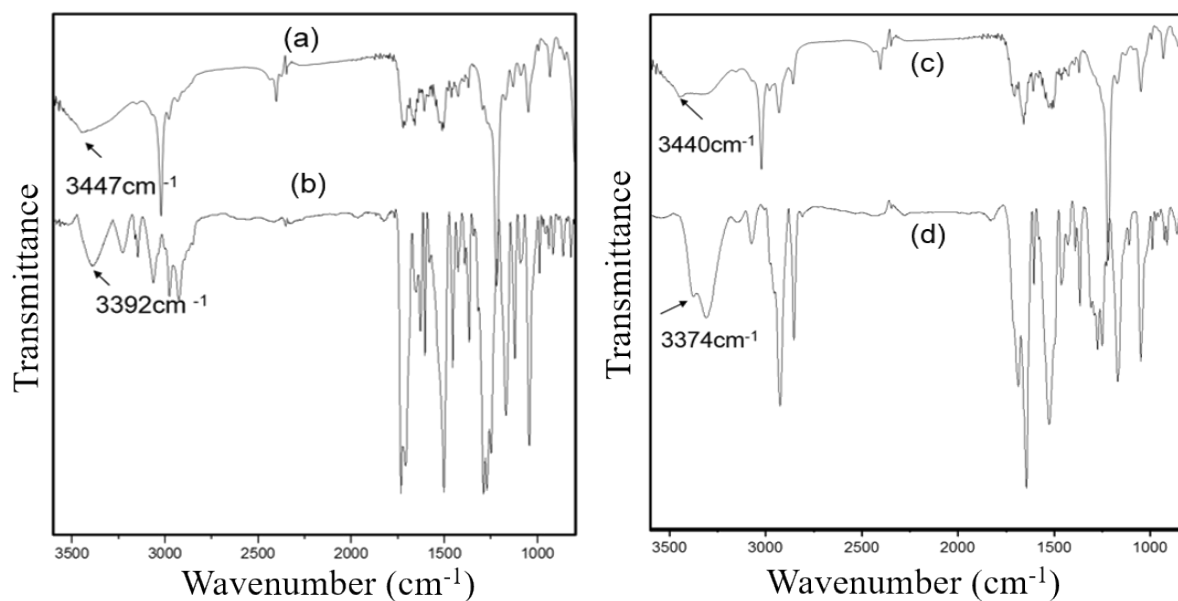 (a)
3447cm -1
(b)
3392cm -1
Transmittance
3500 3000 2500 2000 1500 1000
Wavenumber (cm-1)
(c)
3440cm-1
(d)
3374cm-1
Transmittance
3500 3000 2500 2000 1500 1000
Wavenumber (cm-1)